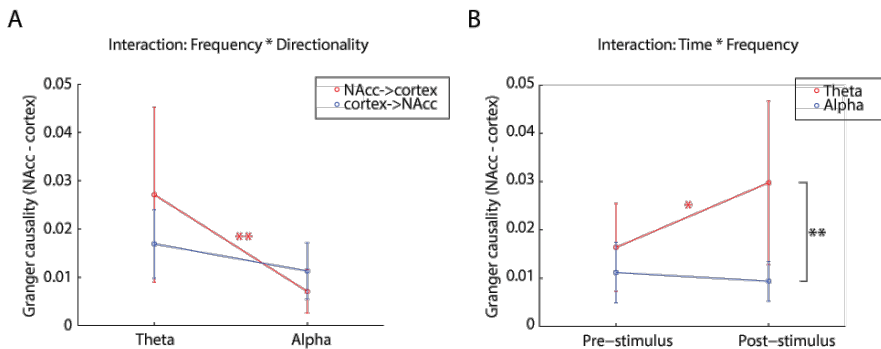 A
Interaction: Frequency * Directionality
Granger causality (NAcc - cortex)
0.05
0.04
0.03
0.02
0.01
0
NAcc->cortex
cortex->NAcc
**
Theta
Alpha
B
Interaction: Time * Frequency
Granger causality (NAcc - cortex)
0.05
0.04
0.03
0.02
0.01
0
Theta
Alpha
*
**
Pre-stimulus
Post-stimulus